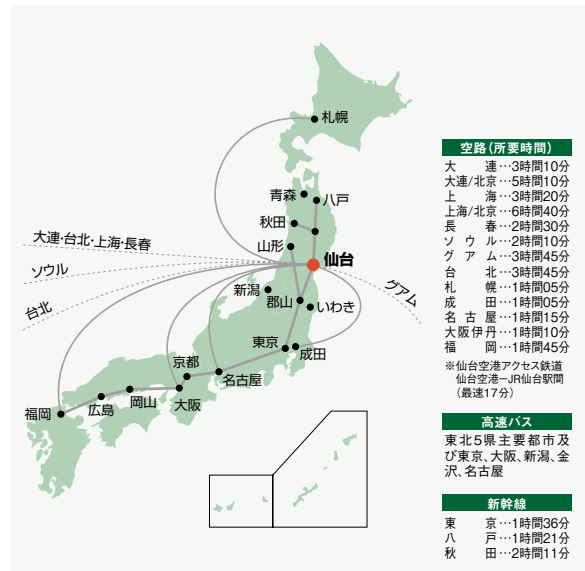 札幌
青森
八戸
秋田
山形
大連・台北・上海・長春
仙台
ソウル
グアム
台北
新潟
郡山
いわき
東京
成田
京都
名古屋
岡山
大阪
広島
福岡
空路(所要時間)
大連…3時間10分
大連/北京…5時間10分
上海…3時間20分
上海/北京…6時間40分
長春…2時間30分
ソウル…2時間10分
グアム…3時間45分
台北…3時間45分
札幌…1時間05分
成田…1時間05分
名古屋…1時間15分
大阪伊丹…1時間10分
福岡…1時間45分
※仙台空港アクセス鉄道
仙台空港−JR仙台駅間
(最速17分)
高速バス
東北5県主要都市及
び東京、大阪、新潟、金
沢、名古屋
新幹線
東京…1時間36分
八戸…1時間21分
秋田…2時間11分